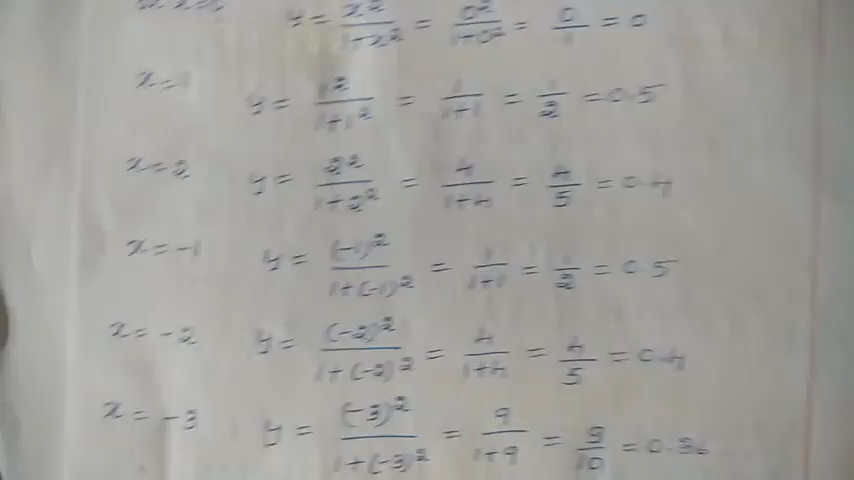 y = x²/1+x² = 0²/1+0² = 0/1 = 0
x=1 y = 1²/1+1² = 1/1+1 = 1/2 = 0.5
x=2 y = 2²/1+2² = 4/1+4 = 4/5 = 0.4
x=-1 y = (-1)²/1+(-1)² = 1/1+1 = 1/2 = 0.5
x=-2 y = (-2)²/1+(-2)² = 4/1+4 = 4/5 = 0.4
x=-3 y = (-3)²/1+(-3)² = 9/1+9 = 9/10 =